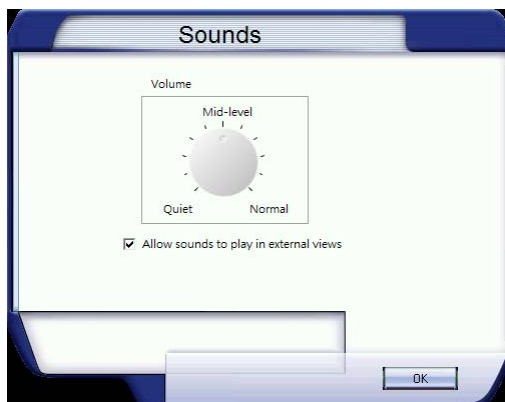 Sounds
Volume
Mid-level
Quiet Normal
Allow sounds to play in external views
OK